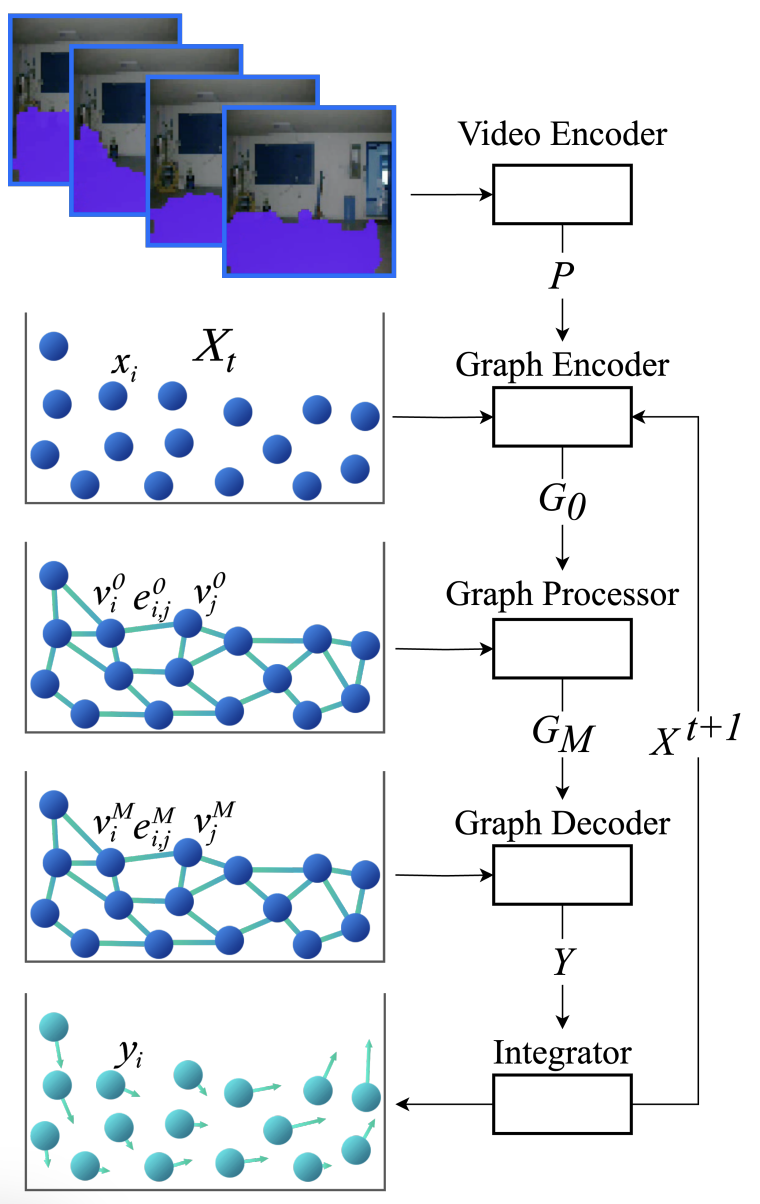 Video Encoder
P
X_t
x_i
Graph Encoder
G_0
v_i^0 e_{i,j}^0 v_j^0
Graph Processor
G_M
X^{t+1}
v_i^M e_{i,j}^M v_j^M
Graph Decoder
Y
y_i
Integrator